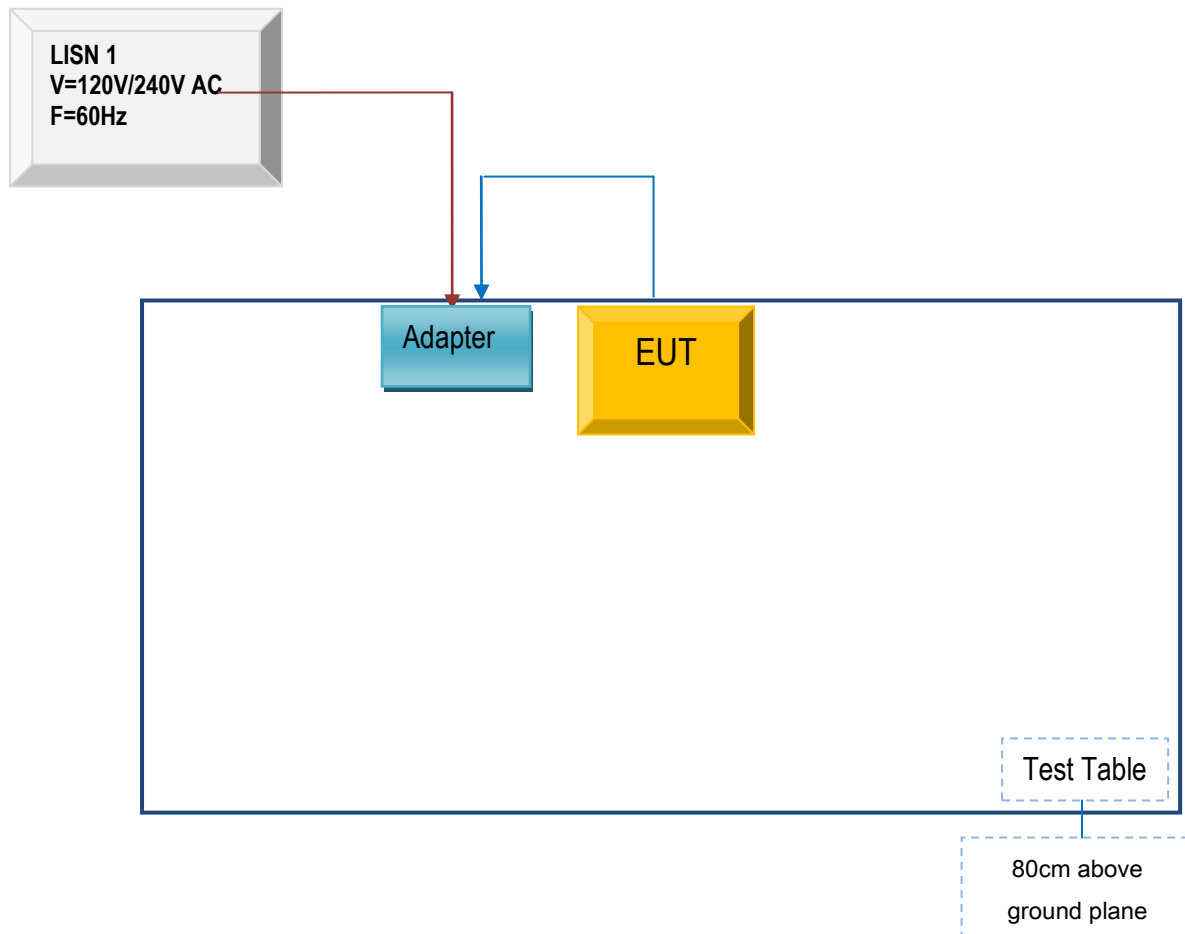 LISN 1
V=120V/240V AC
F=60Hz
Adapter
EUT
Test Table
80cm above
ground plane